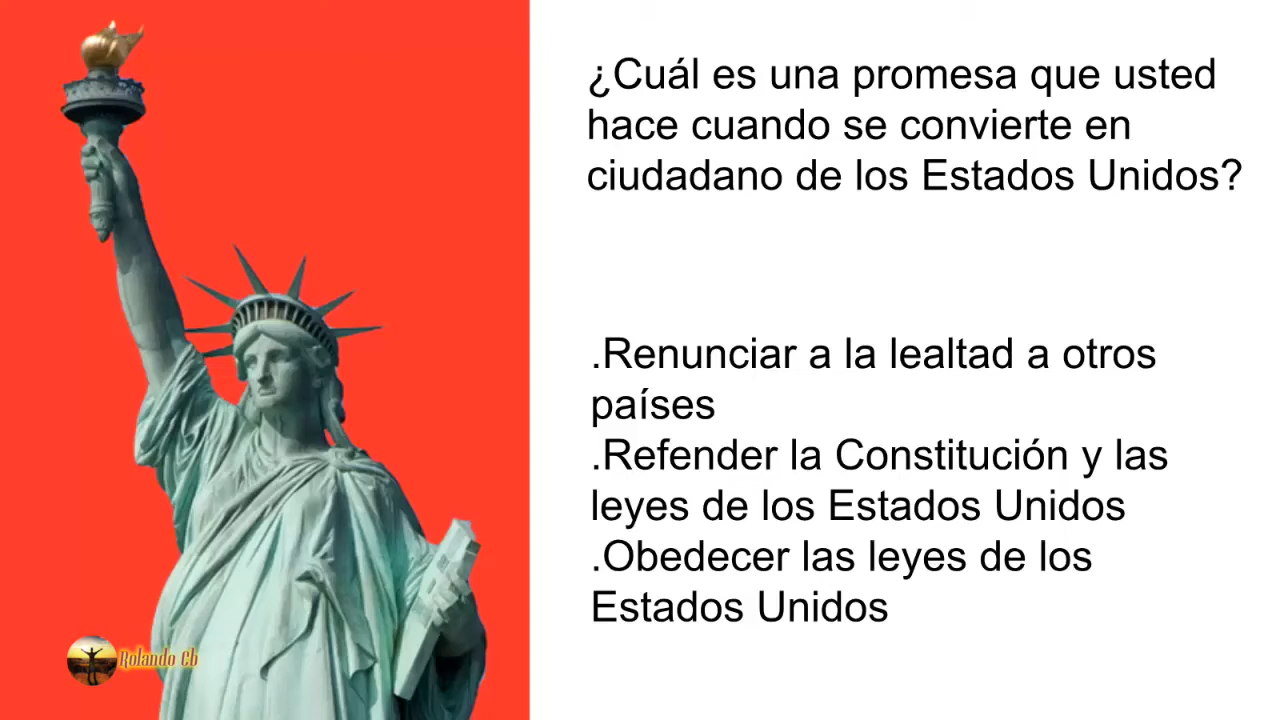 ¿Cuál es una promesa que usted
hace cuando se convierte en
ciudadano de los Estados Unidos?
.Renunciar a la lealtad a otros
países
.Refender la Constitución y las
leyes de los Estados Unidos
.Obedecer las leyes de los
Estados Unidos
Rolando Cb